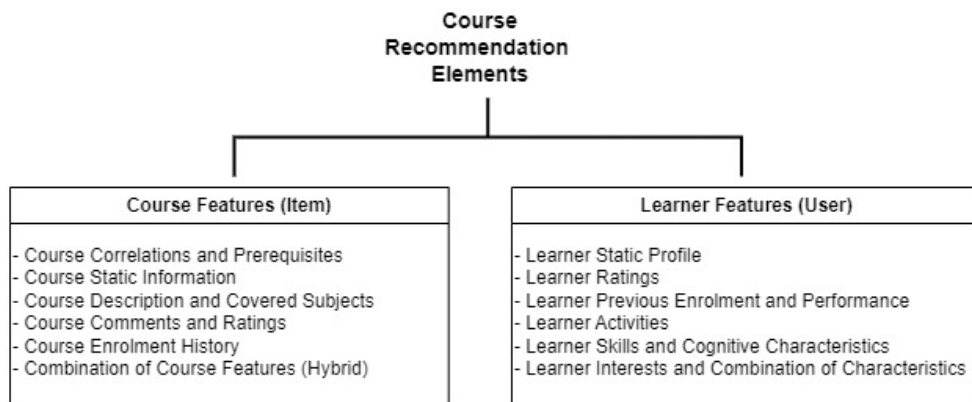 Course
Recommendation
Elements
Course Features (Item)
- Course Correlations and Prerequisites
- Course Static Information
- Course Description and Covered Subjects
- Course Comments and Ratings
- Course Enrolment History
- Combination of Course Features (Hybrid)
Learner Features (User)
- Learner Static Profile
- Learner Ratings
- Learner Previous Enrolment and Performance
- Learner Activities
- Learner Skills and Cognitive Characteristics
- Learner Interests and Combination of Characteristics